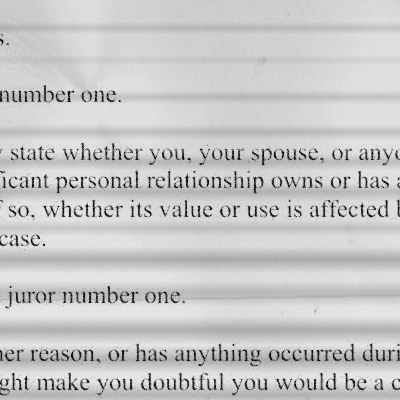 s.
number one.
state whether you, your spouse, or anyo
ficant personal relationship owns or has a
f so, whether its value or use is affected b
case.
juror number one.
her reason, or has anything occurred duri
ght make you doubtful you would be a c